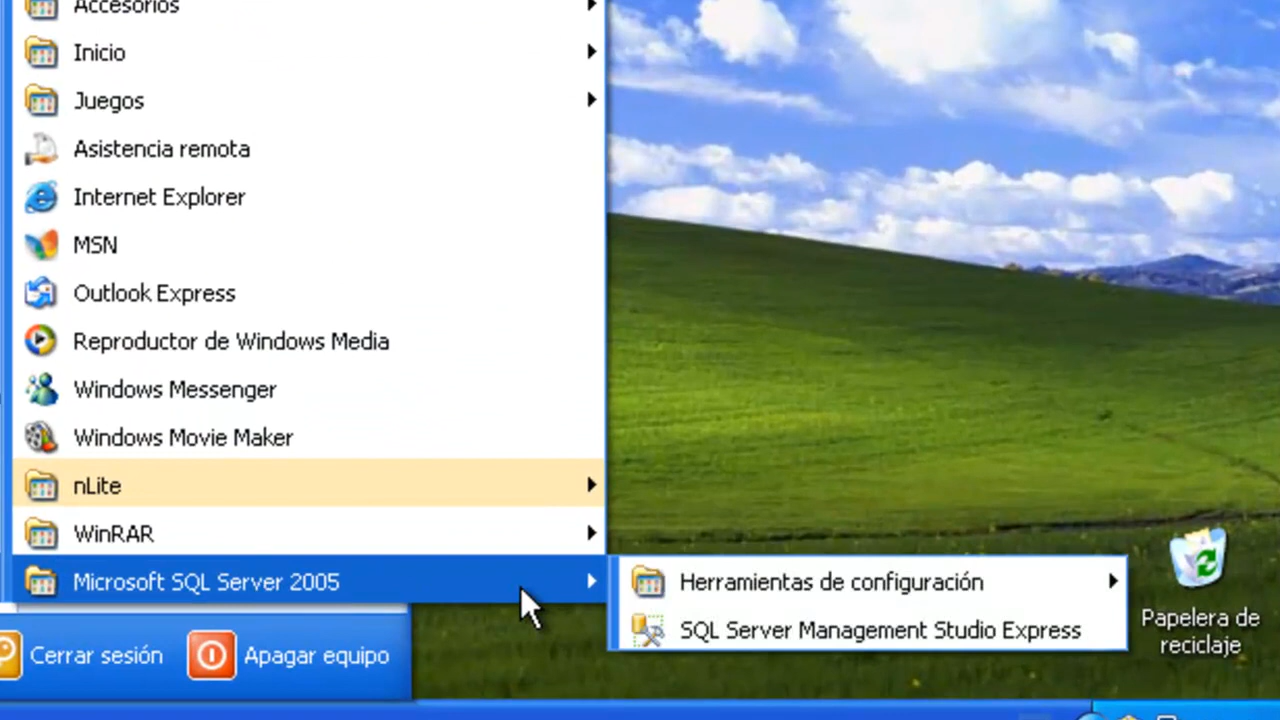 Accesorios
Inicio
Juegos
Asistencia remota
Internet Explorer
MSN
Outlook Express
Reproductor de Windows Media
Windows Messenger
Windows Movie Maker
nLite
WinRAR
Microsoft SQL Server 2005
Herramientas de configuración
SQL Server Management Studio Express
Papelera de
reciclaje
Cerrar sesión
Apagar equipo